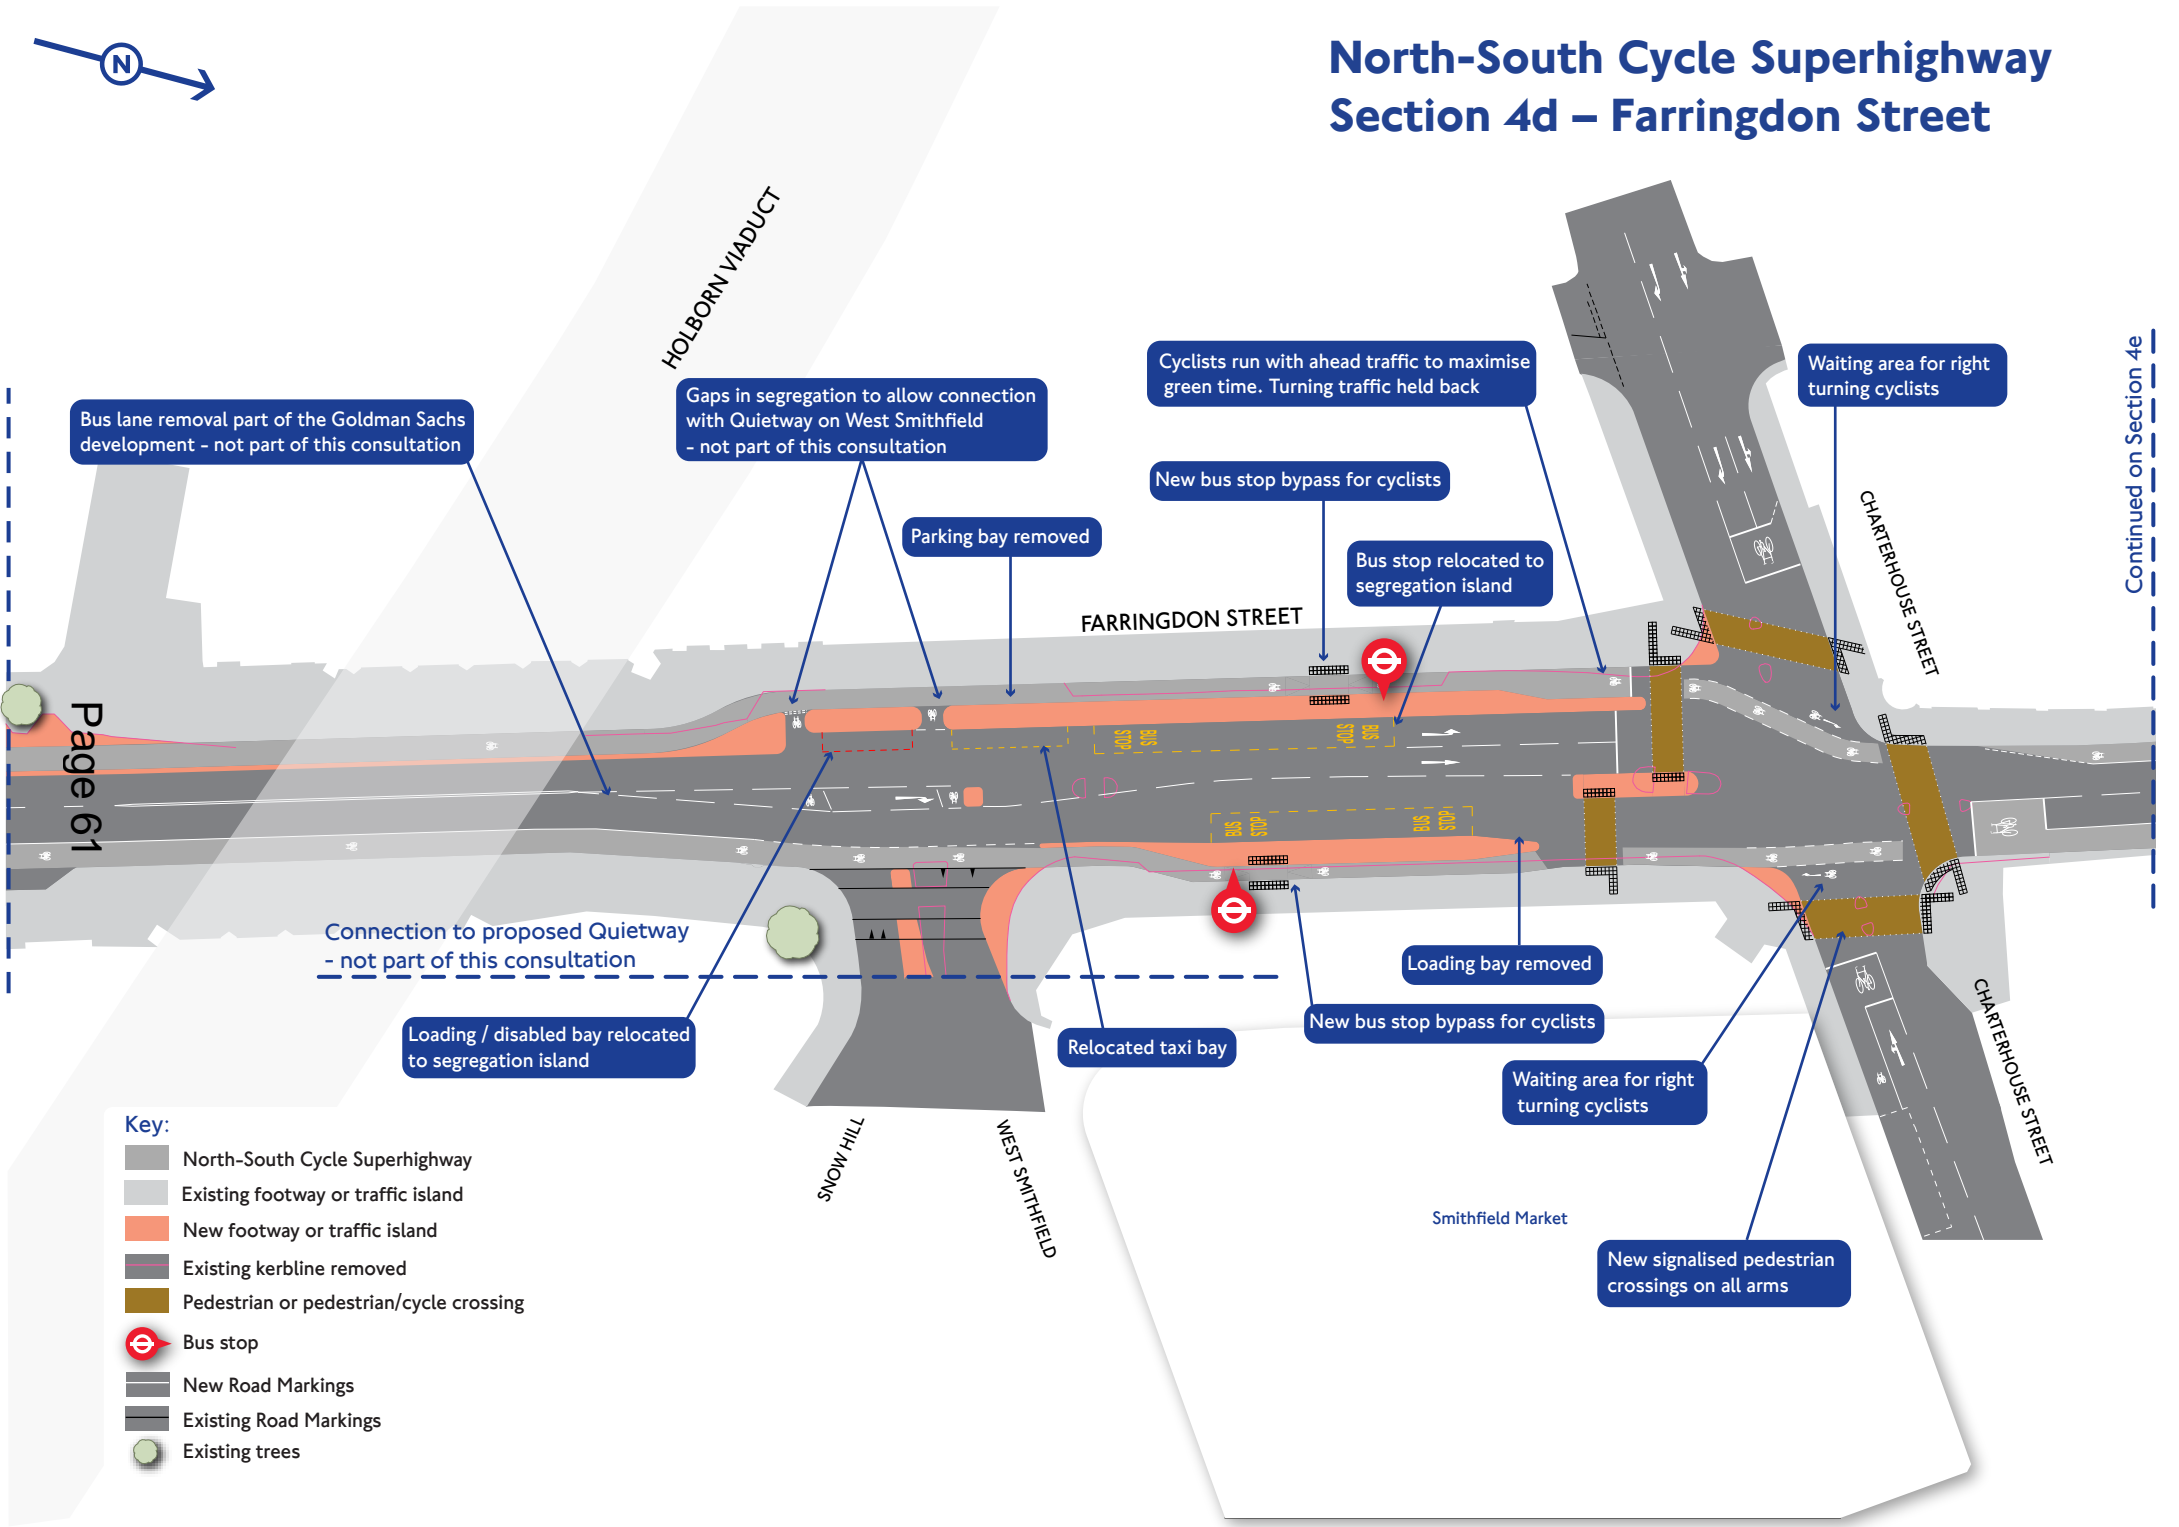 N
North-South Cycle Superhighway
Section 4d – Farringdon Street
HOLBORN VIADUCT
Continued on Section 4e
Cyclists run with ahead traffic to maximise
green time. Turning traffic held back
Waiting area for right
turning cyclists
Gaps in segregation to allow connection
with Quietway on West Smithfield
- not part of this consultation
Bus lane removal part of the Goldman Sachs
development - not part of this consultation
New bus stop bypass for cyclists
Parking bay removed
Bus stop relocated to
segregation island
CHARTERHOUSE STREET
FARRINGDON STREET
Page 61
BUS
STOP
BUS
STOP
BUS
STOP
BUS
STOP
Connection to proposed Quietway
- not part of this consultation
Loading bay removed
New bus stop bypass for cyclists
Loading / disabled bay relocated
to segregation island
Relocated taxi bay
Waiting area for right
turning cyclists
CHARTERHOUSE STREET
SNOW HILL
WEST SMITHFIELD
Smithfield Market
New signalised pedestrian
crossings on all arms
Key:
North-South Cycle Superhighway
Existing footway or traffic island
New footway or traffic island
Existing kerbline removed
Pedestrian or pedestrian/cycle crossing
Bus stop
New Road Markings
Existing Road Markings
Existing trees